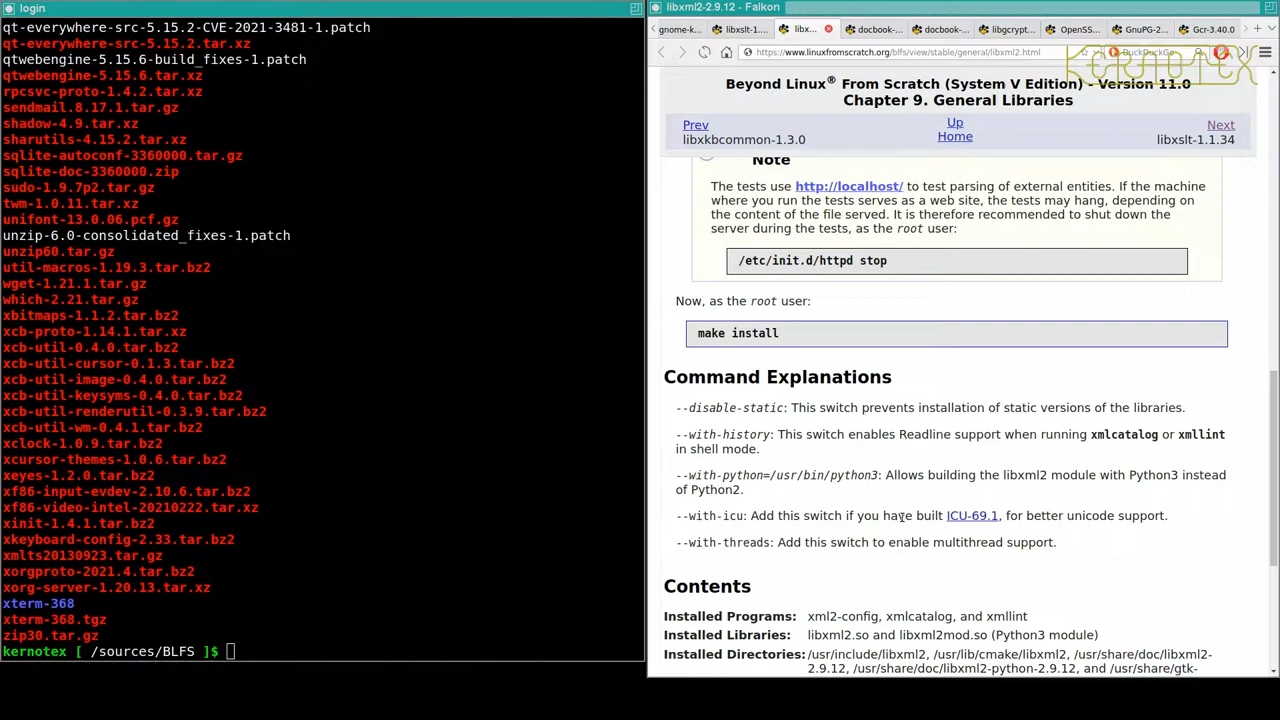 login
qt-everywhere-src-5.15.2-CVE-2021-3481-1.patch
qt-everywhere-src-5.15.2.tar.xz
qtwebengine-5.15.6-build_fixes-1.patch
qtwebengine-5.15.6.tar.xz
rpcsvc-proto-1.4.2.tar.xz
sendmail.8.17.1.tar.gz
shadow-4.9.tar.xz
sharutils-4.15.2.tar.xz
sqlite-autoconf-3360000.tar.gz
sqlite-doc-3360000.zip
sudo-1.9.7p2.tar.gz
twm-1.0.11.tar.xz
unifont-13.0.06.pcf.gz
unzip-6.0-consolidated_fixes-1.patch
unzip60.tar.gz
util-macros-1.19.3.tar.bz2
wget-1.21.1.tar.gz
which-2.21.tar.gz
xbitmaps-1.1.2.tar.bz2
xcb-proto-1.14.1.tar.xz
xcb-util-0.4.0.tar.bz2
xcb-util-cursor-0.1.3.tar.bz2
xcb-util-image-0.4.0.tar.bz2
xcb-util-keysyms-0.4.0.tar.bz2
xcb-util-renderutil-0.3.9.tar.bz2
xcb-util-wm-0.4.1.tar.bz2
xclock-1.0.9.tar.bz2
xcursor-themes-1.0.6.tar.bz2
xeyes-1.2.0.tar.bz2
xf86-input-evdev-2.10.6.tar.bz2
xf86-video-intel-20210222.tar.xz
xinit-1.4.1.tar.bz2
xkeyboard-config-2.33.tar.bz2
xmlts20130923.tar.gz
xorgproto-2021.4.tar.bz2
xorg-server-1.20.13.tar.xz
xterm-368
xterm-368.tgz
zip30.tar.gz
kernotex [ /sources/BLFS ]$
libxml2-2.9.12 - Falkon
gnome-k... libxslt-1.1... libx... docbook-... docbook-... libgcrypt... OpenSS... GnuPG-2... Gcr-3.40.0
https://www.linuxfromscratch.org/blfs/view/stable/general/libxml2.html DuckDuckGo
KERNOTEX
Beyond Linux® From Scratch (System V Edition) - Version 11.0
Chapter 9. General Libraries
Prev Up Next
libxkbcommon-1.3.0 Home libxslt-1.1.34
Note
The tests use http://localhost/ to test parsing of external entities. If the machine
where you run the tests serves as a web site, the tests may hang, depending on
the content of the file served. It is therefore recommended to shut down the
server during the tests, as the root user:
/etc/init.d/httpd stop
Now, as the root user:
make install
Command Explanations
--disable-static: This switch prevents installation of static versions of the libraries.
--with-history: This switch enables Readline support when running xmlcatalog or xmllint
in shell mode.
--with-python=/usr/bin/python3: Allows building the libxml2 module with Python3 instead
of Python2.
--with-icu: Add this switch if you have built ICU-69.1, for better unicode support.
--with-threads: Add this switch to enable multithread support.
Contents
Installed Programs: xml2-config, xmlcatalog, and xmllint
Installed Libraries: libxml2.so and libxml2mod.so (Python3 module)
Installed Directories: /usr/include/libxml2, /usr/lib/cmake/libxml2, /usr/share/doc/libxml2-
2.9.12, /usr/share/doc/libxml2-python-2.9.12, and /usr/share/gtk-